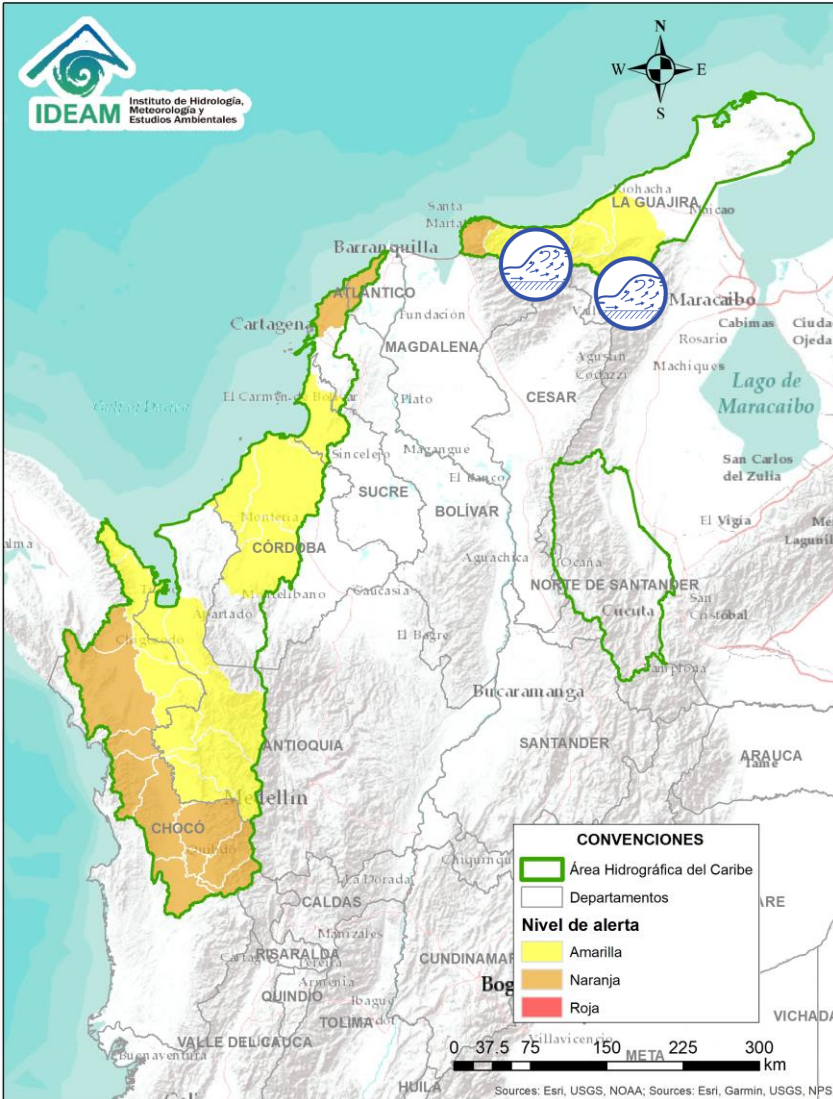 IDEAM
Instituto de Hidrología,
Meteorología y
Estudios Ambientales
N
W
E
S
Riohacha
LA GUAJIRA
Maicao
Santa
Marta
Barranquilla
ATLÁNTICO
Cartagena
Fundación
Maracaibo
Cabimas
Ciudad
Ojeda
Rosario
Machiques
MAGDALENA
Agustín
Codazzi
CESAR
Lago de
Maracaibo
El Carmen de Bolívar
Plato
Sincelejo
Magangué
San Carlos
del Zulia
SUCRE
El Banco
BOLÍVAR
El Vigía
Montería
CÓRDOBA
Aguachica
Ocaña
NORTE DE SANTANDER
Cúcuta
San
Cristóbal
Montelíbano
Caucasia
Apartadó
Chigorodó
El Bagre
Pamplona
Bucaramanga
SANTANDER
ARAUCA
Tame
ANTIOQUIA
Medellín
CHOCÓ
Quibdó
La Dorada
CALDAS
Manizales
RISARALDA
Pereira
Armenia
QUINDIO
Ibagué
TOLIMA
VALLE DEL CAUCA
Buenaventura
HUILA
Villavicencio
META
VICHADA
CONVENCIONES
Área Hidrográfica del Caribe
Departamentos
Nivel de alerta
Amarilla
Naranja
Roja
0 37.5 75 150 225 300
km
Sources: Esri, USGS, NOAA; Sources: Esri, Garmin, USGS, NPS